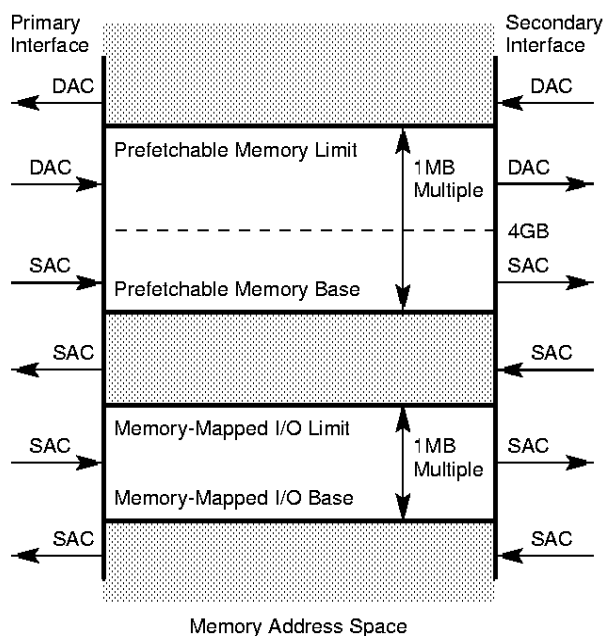 Primary
Interface
Secondary
Interface
DAC
DAC
Prefetchable Memory Limit
1MB
Multiple
DAC
DAC
4GB
SAC
SAC
Prefetchable Memory Base
SAC
SAC
Memory-Mapped I/O Limit
1MB
Multiple
SAC
SAC
Memory-Mapped I/O Base
SAC
SAC
Memory Address Space